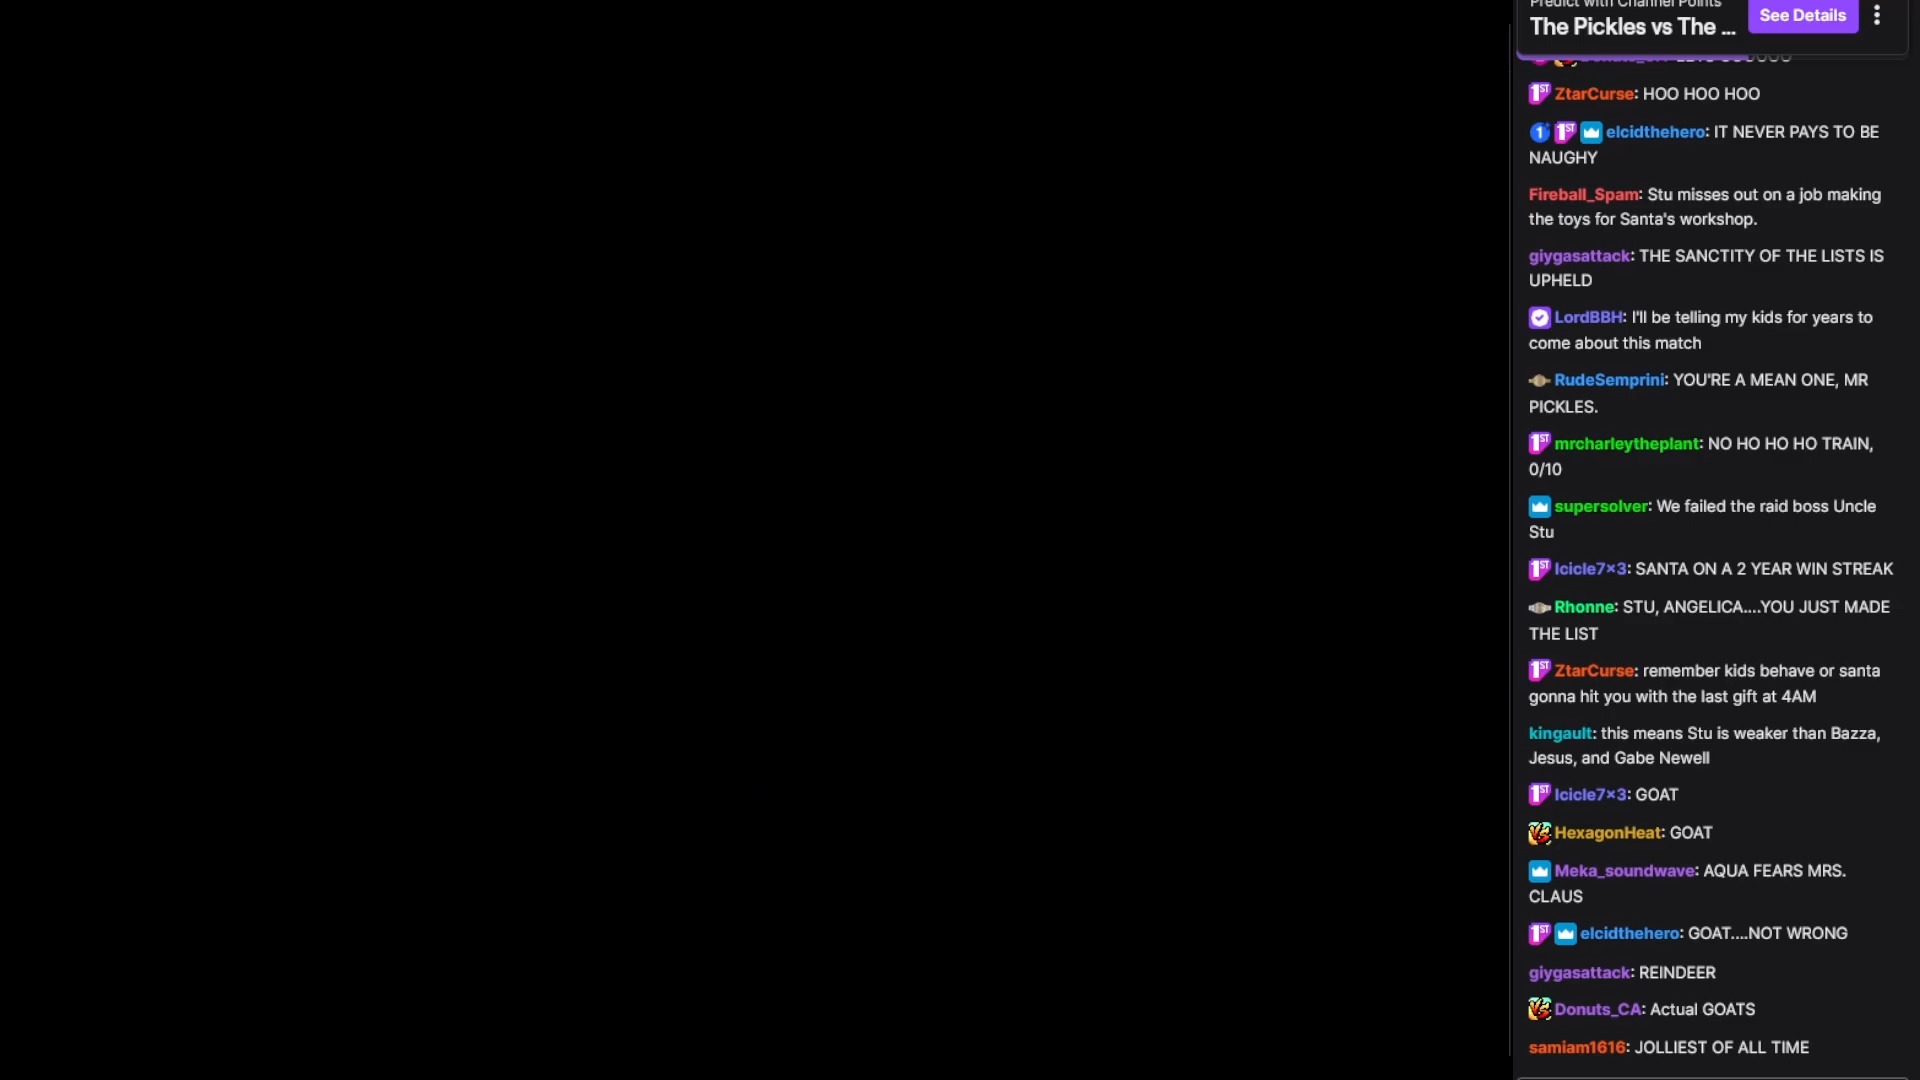 Predict with Channel Points
The Pickles vs The ...
See Details
ZtarCurse: HOO HOO HOO
elcidthehero: IT NEVER PAYS TO BE
NAUGHY
Fireball_Spam: Stu misses out on a job making
the toys for Santa's workshop.
giygasattack: THE SANCTITY OF THE LISTS IS
UPHELD
LordBBH: I'll be telling my kids for years to
come about this match
RudeSemprini: YOU'RE A MEAN ONE, MR
PICKLES.
mrcharleytheplant: NO HO HO HO TRAIN,
0/10
supersolver: We failed the raid boss Uncle
Stu
Icicle7x3: SANTA ON A 2 YEAR WIN STREAK
Rhonne: STU, ANGELICA....YOU JUST MADE
THE LIST
ZtarCurse: remember kids behave or santa
gonna hit you with the last gift at 4AM
kingault: this means Stu is weaker than Bazza,
Jesus, and Gabe Newell
Icicle7x3: GOAT
HexagonHeat: GOAT
Meka_soundwave: AQUA FEARS MRS.
CLAUS
elcidthehero: GOAT....NOT WRONG
giygasattack: REINDEER
Donuts_CA: Actual GOATS
samiam1616: JOLLIEST OF ALL TIME